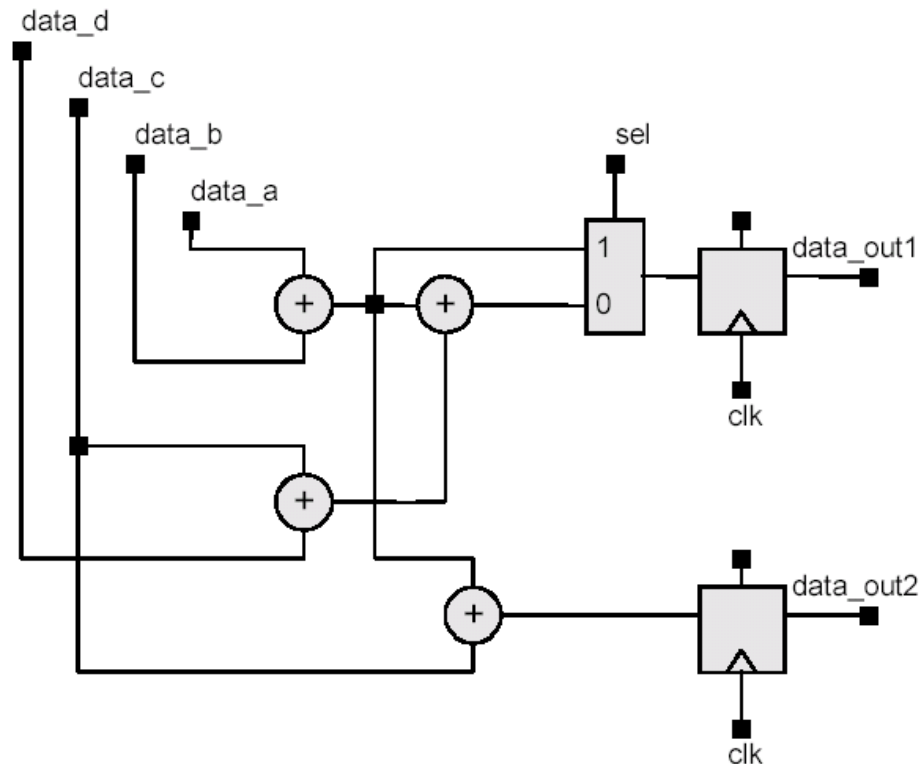 data_d
data_c
data_b
sel
data_a
1
data_out1
+
+
0
clk
+
data_out2
+
clk